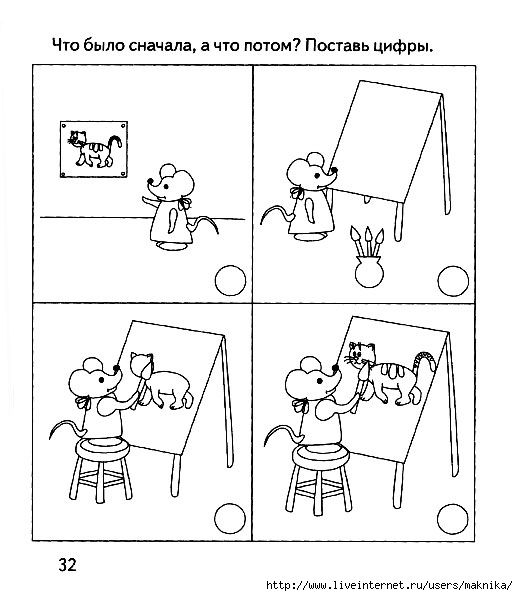 Что было сначала, а что потом? Поставь цифры.
32
http://www.liveinternet.ru/users/maknika/